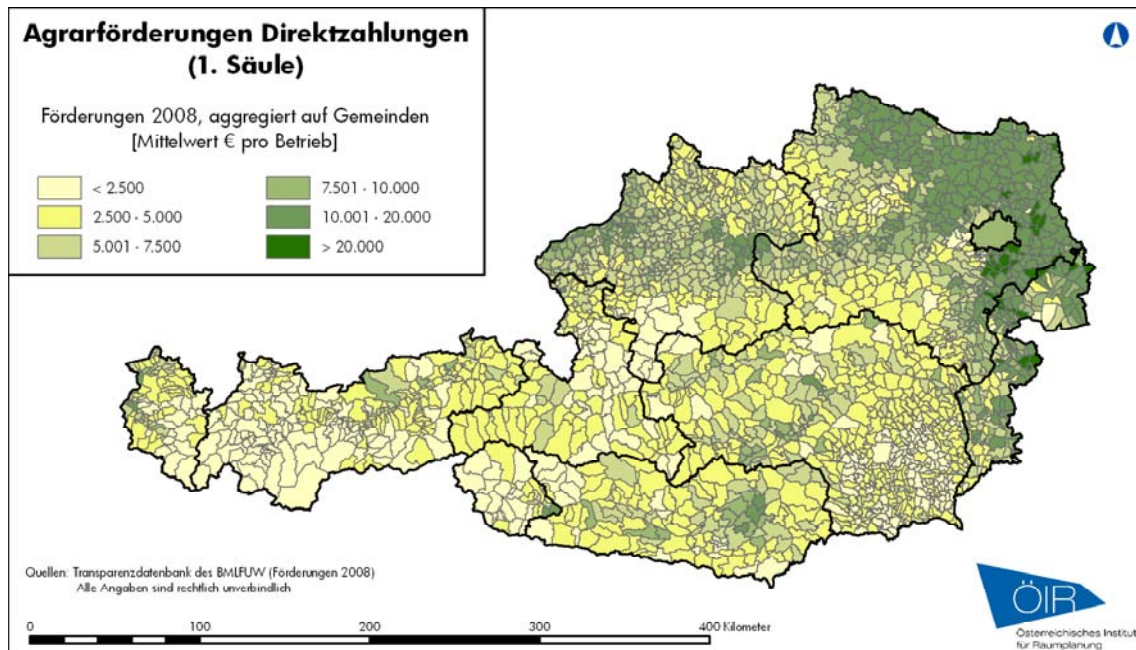 Agrarförderungen Direktzahlungen
(1. Säule)
Förderungen 2008, aggregiert auf Gemeinden
[Mittelwert € pro Betrieb]
< 2.500
2.500 - 5.000
5.001 - 7.500
7.501 - 10.000
10.001 - 20.000
> 20.000
Quellen: Transparenzdatenbank des BMLFUW (Förderungen 2008)
Alle Angaben sind rechtlich unverbindlich
0 100 200 300 400 Kilometer
ÖIR
Österreichisches Institut
für Raumplanung